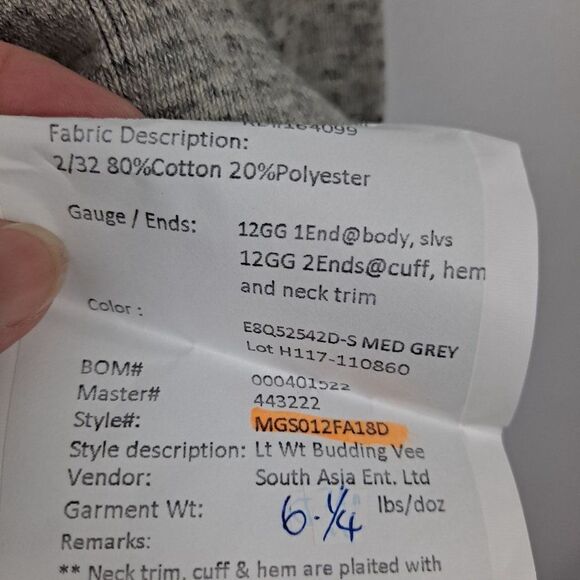 Fabric Description:
2/32 80%Cotton 20%Polyester
Gauge / Ends: 12GG 1End@body, slvs
12GG 2Ends@cuff, hem
and neck trim
Color : E8Q52542D-S MED GREY
Lot H117-110860
BOM# 000401522
Master# 443222
Style#: MGS012FA18D
Style description: Lt Wt Budding Vee
Vendor: South Asia Ent. Ltd
Garment Wt: 6.1/4 lbs/doz
Remarks:
** Neck trim, cuff & hem are plaited with